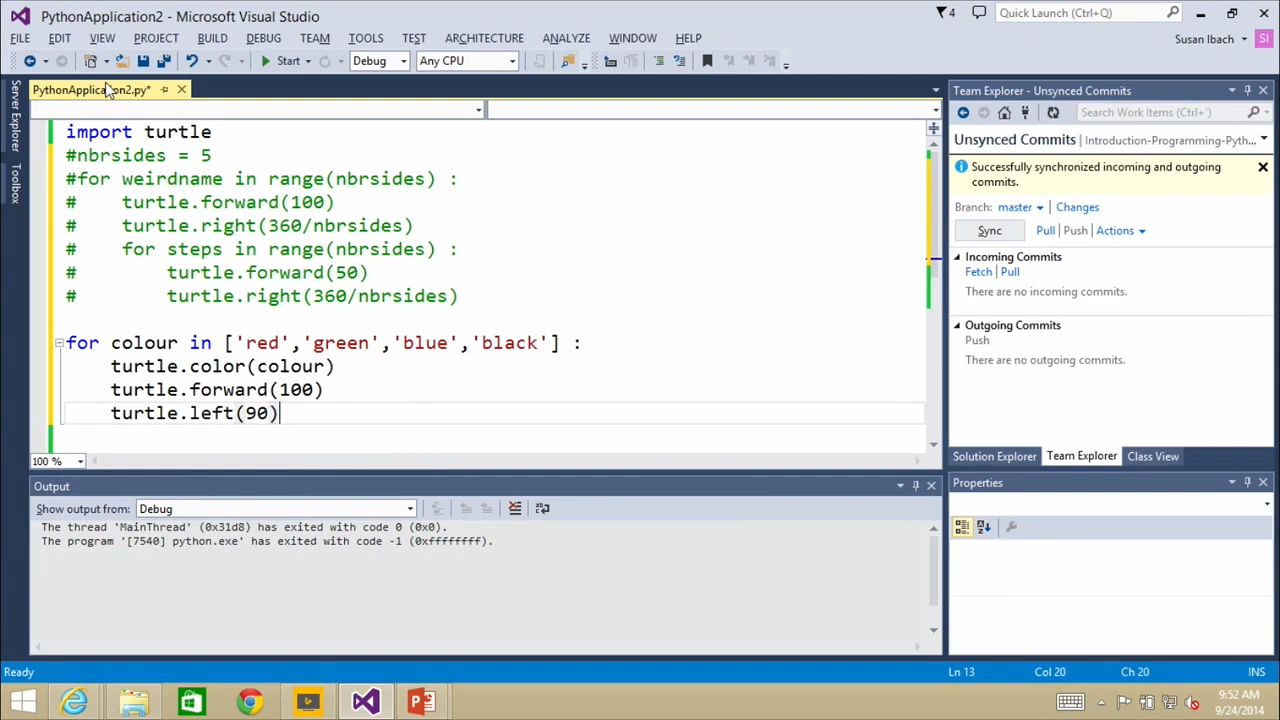 PythonApplication2 - Microsoft Visual Studio
4
Quick Launch (Ctrl+Q)
FILE EDIT VIEW PROJECT BUILD DEBUG TEAM TOOLS TEST ARCHITECTURE ANALYZE WINDOW HELP
Susan Ibach
SI
Start
Debug
Any CPU
Server Explorer
Toolbox
PythonApplication2.py*
import turtle
#nbrsides = 5
#for weirdname in range(nbrsides) :
#    turtle.forward(100)
#    turtle.right(360/nbrsides)
#    for steps in range(nbrsides) :
#        turtle.forward(50)
#        turtle.right(360/nbrsides)
for colour in ['red','green','blue','black'] :
    turtle.color(colour)
    turtle.forward(100)
    turtle.left(90)
100 %
Output
Show output from: Debug
The thread 'MainThread' (0x31d8) has exited with code 0 (0x0).
The program '[7540] python.exe' has exited with code -1 (0xffffffff).
Team Explorer - Unsynced Commits
Search Work Items (Ctrl+')
Unsynced Commits | Introduction-Programming-Pyth...
Successfully synchronized incoming and outgoing
commits.
Branch: master Changes
Sync Pull Push Actions
Incoming Commits
Fetch | Pull
There are no incoming commits.
Outgoing Commits
Push
There are no outgoing commits.
Solution Explorer Team Explorer Class View
Properties
Ready
Ln 13 Col 20 Ch 20 INS
9:52 AM
9/24/2014